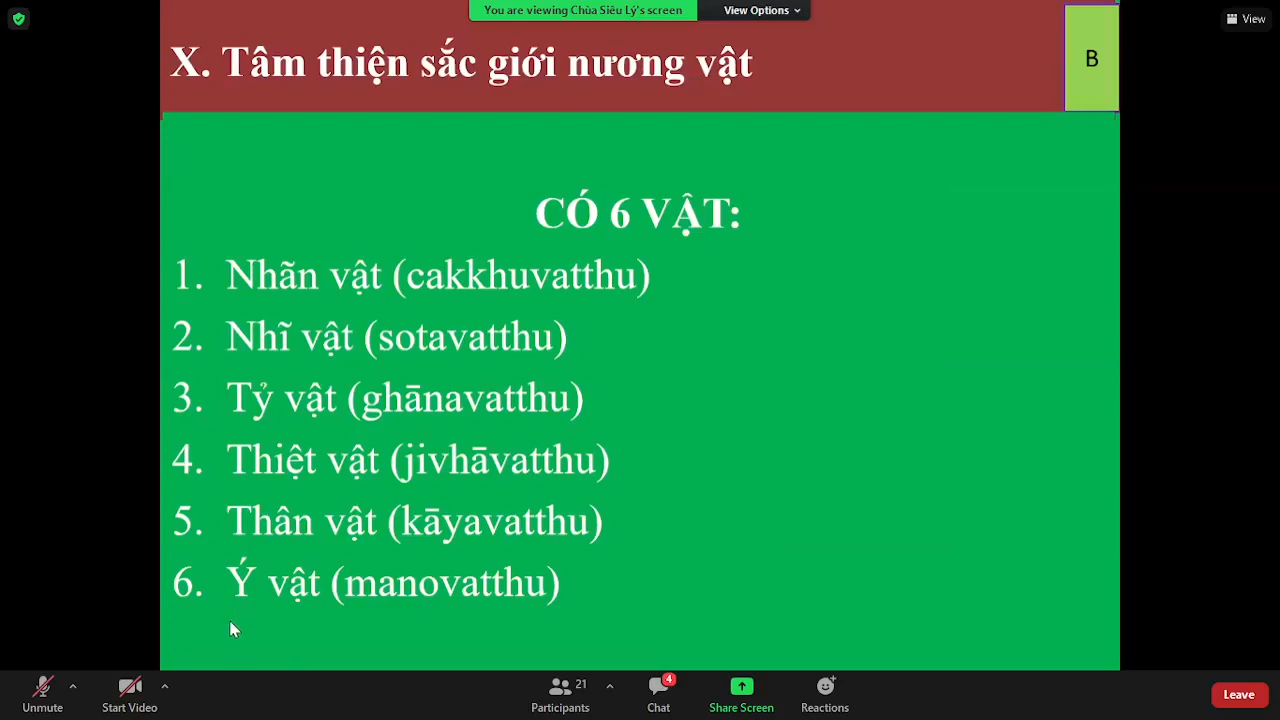 You are viewing Chùa Siêu Lý's screen
View Options
View
X. Tâm thiện sắc giới nương vật
B
CÓ 6 VẬT:
1. Nhãn vật (cakkhuvatthu)
2. Nhĩ vật (sotavatthu)
3. Tỷ vật (ghānavatthu)
4. Thiệt vật (jivhāvatthu)
5. Thân vật (kāyavatthu)
6. Ý vật (manovatthu)
Unmute
Start Video
21
Participants
4
Chat
Share Screen
Reactions
Leave